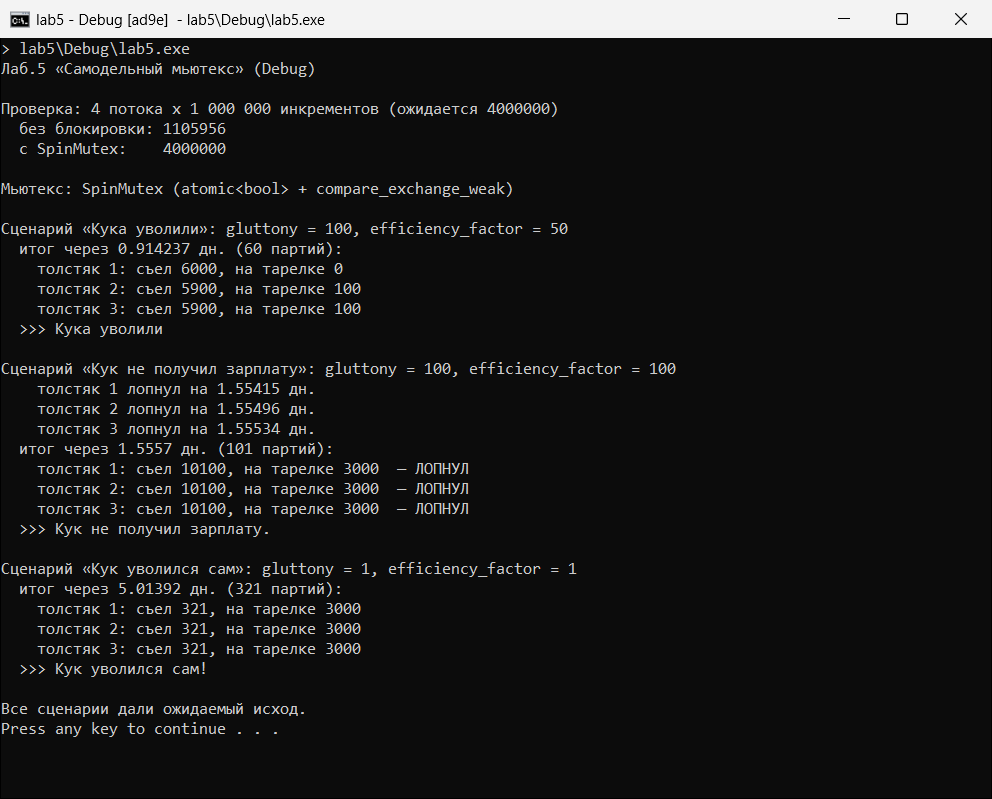 lab5 - Debug [ad9e]  - lab5\Debug\lab5.exe
> lab5\Debug\lab5.exe
Лаб.5 «Самодельный мьютекс» (Debug)
Проверка: 4 потока x 1 000 000 инкрементов (ожидается 4000000)
  без блокировки: 1105956
  с SpinMutex:    4000000
Мьютекс: SpinMutex (atomic<bool> + compare_exchange_weak)
Сценарий «Кука уволили»: gluttony = 100, efficiency_factor = 50
  итог через 0.914237 дн. (60 партий):
    толстяк 1: съел 6000, на тарелке 0
    толстяк 2: съел 5900, на тарелке 100
    толстяк 3: съел 5900, на тарелке 100
  >>> Кука уволили
Сценарий «Кук не получил зарплату»: gluttony = 100, efficiency_factor = 100
    толстяк 1 лопнул на 1.55415 дн.
    толстяк 2 лопнул на 1.55496 дн.
    толстяк 3 лопнул на 1.55534 дн.
  итог через 1.5557 дн. (101 партий):
    толстяк 1: съел 10100, на тарелке 3000  — ЛОПНУЛ
    толстяк 2: съел 10100, на тарелке 3000  — ЛОПНУЛ
    толстяк 3: съел 10100, на тарелке 3000  — ЛОПНУЛ
  >>> Кук не получил зарплату.
Сценарий «Кук уволился сам»: gluttony = 1, efficiency_factor = 1
  итог через 5.01392 дн. (321 партий):
    толстяк 1: съел 321, на тарелке 3000
    толстяк 2: съел 321, на тарелке 3000
    толстяк 3: съел 321, на тарелке 3000
  >>> Кук уволился сам!
Все сценарии дали ожидаемый исход.
Press any key to continue . . .